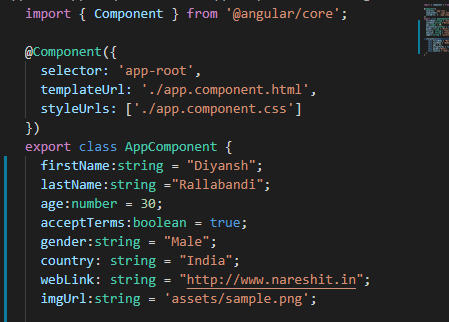 import { Component } from '@angular/core';
@Component({
selector: 'app-root',
templateUrl: './app.component.html',
styleUrls: ['./app.component.css']
})
export class AppComponent {
firstName:string = "Diyansh";
lastName:string ="Rallabandi";
age:number = 30;
acceptTerms:boolean = true;
gender:string = "Male";
country: string = "India";
webLink: string = "http://www.nareshit.in";
imgUrl:string = 'assets/sample.png';